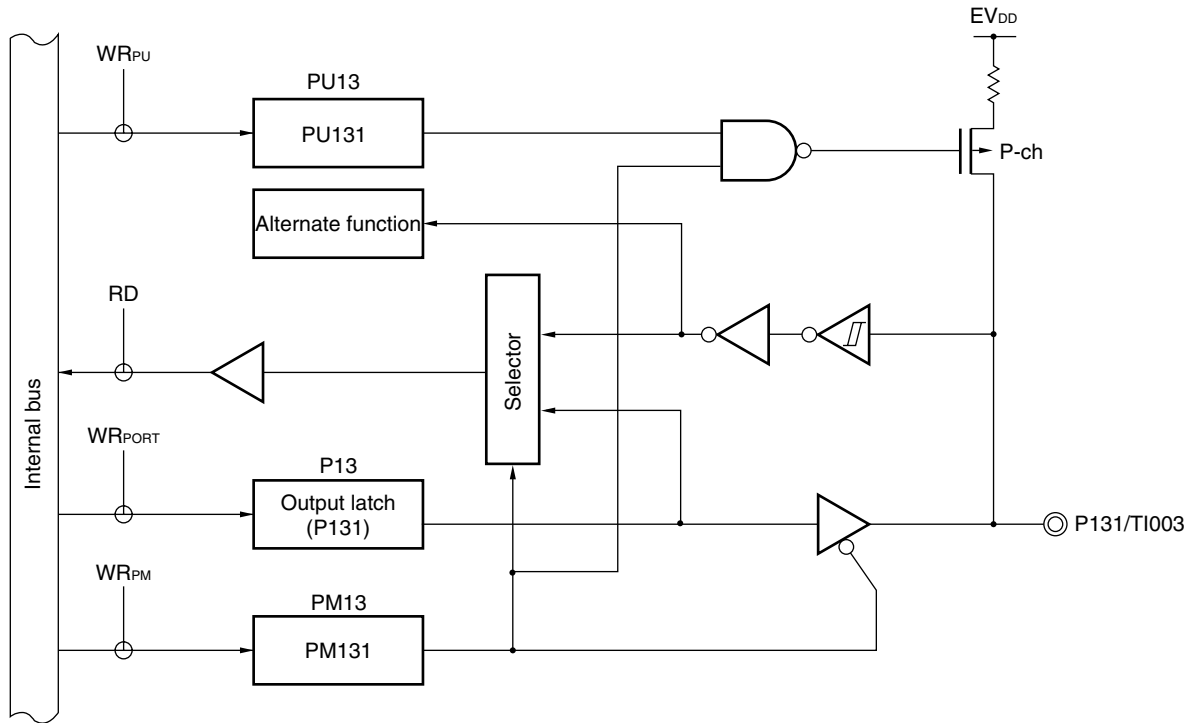 EVDD
WRPU
PU13
PU131
P-ch
Alternate function
RD
Selector
Internal bus
WRPORT
P13
Output latch
(P131)
P131/TI003
WRPM
PM13
PM131